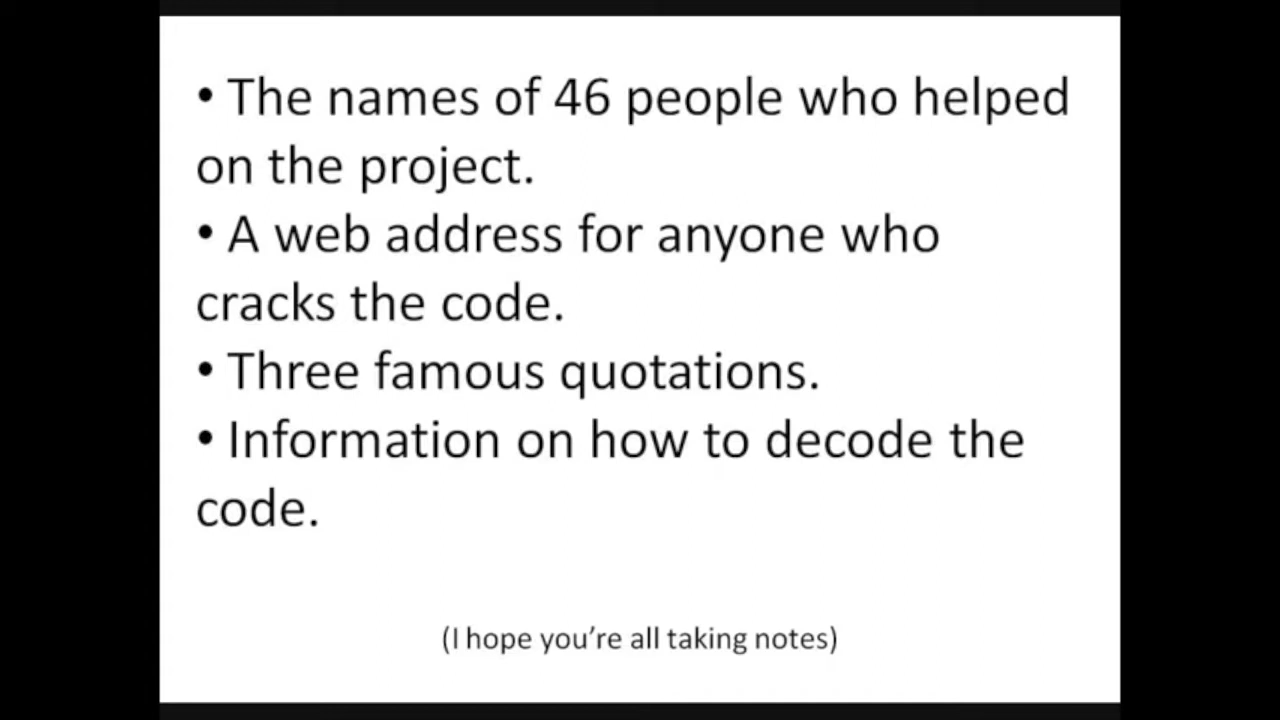 • The names of 46 people who helped
on the project.
• A web address for anyone who
cracks the code.
• Three famous quotations.
• Information on how to decode the
code.
(I hope you’re all taking notes)